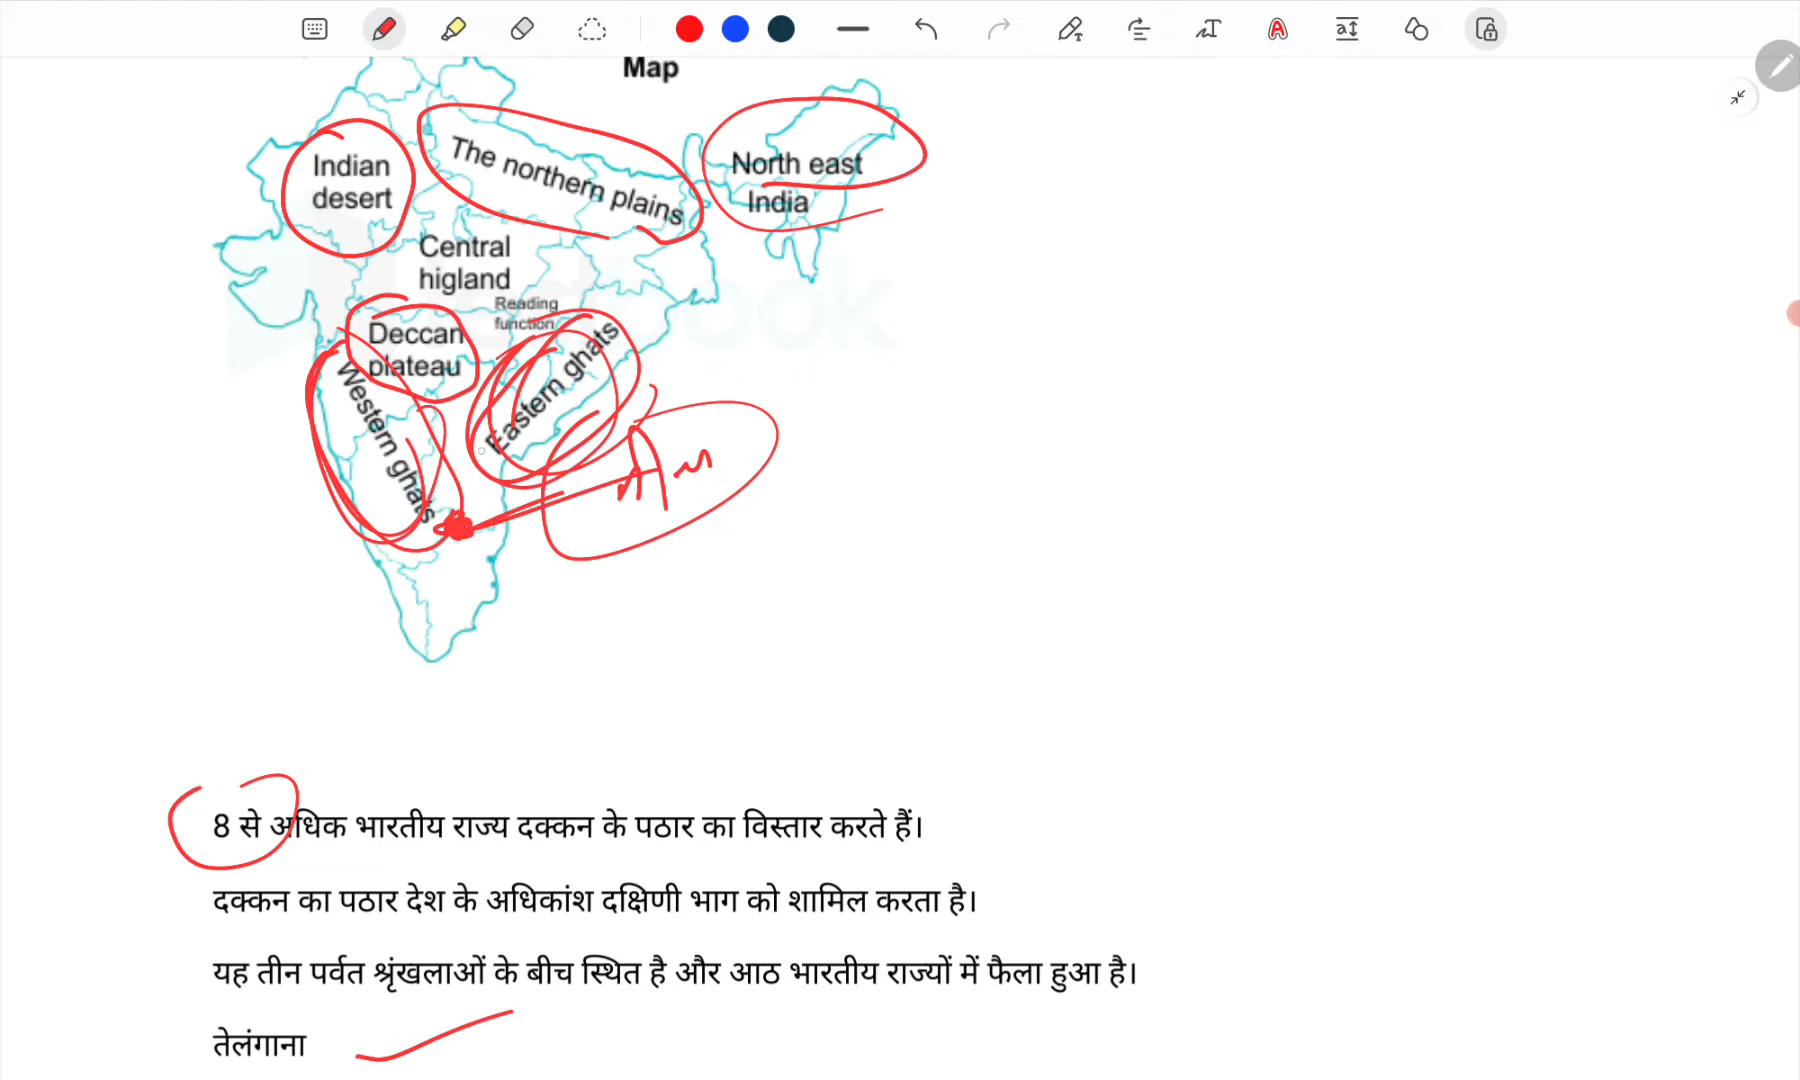 Map
Indian
desert
The northern plains
North east
India
Central
higland
Reading
function
Deccan
plateau
Western ghats
Eastern ghats
8 से अधिक भारतीय राज्य दक्कन के पठार का विस्तार करते हैं।
दक्कन का पठार देश के अधिकांश दक्षिणी भाग को शामिल करता है।
यह तीन पर्वत श्रृंखलाओं के बीच स्थित है और आठ भारतीय राज्यों में फैला हुआ है।
तेलंगाना